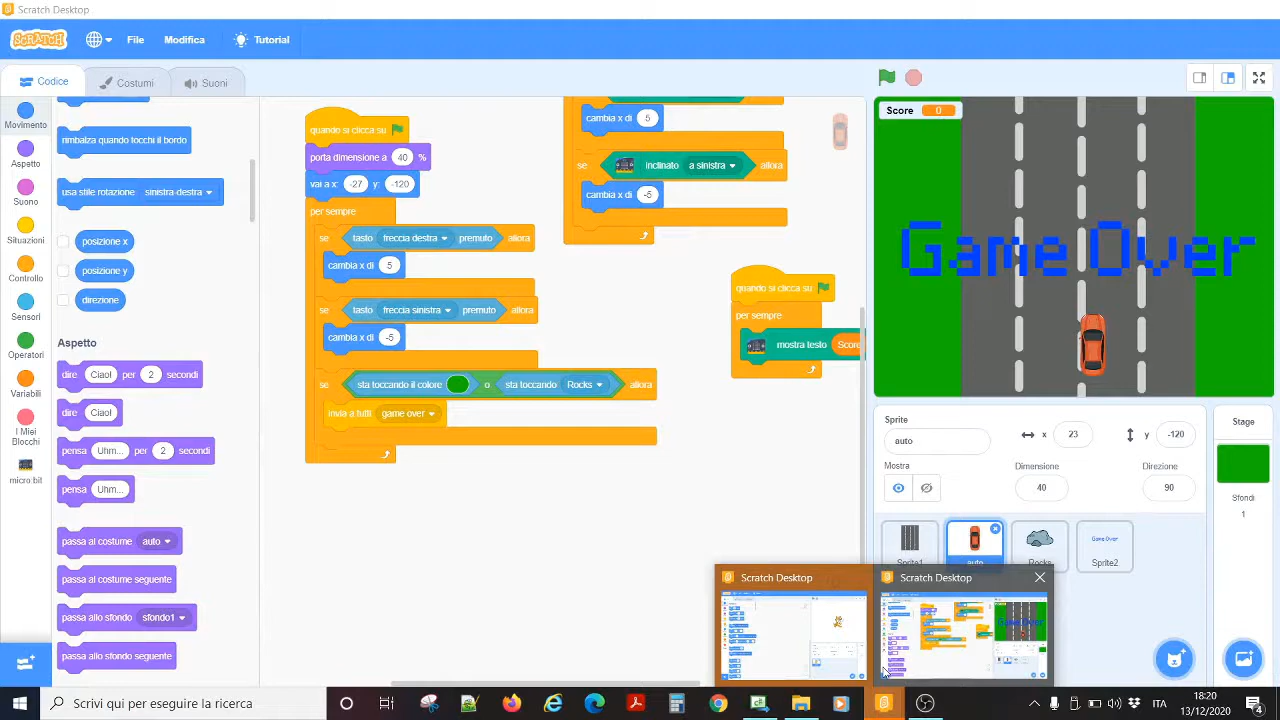 Scratch Desktop
SCRATCH
File
Modifica
Tutorial
Codice
Costumi
Suoni
Movimento
Aspetto
Suono
Situazioni
Controllo
Sensori
Operatori
Variabili
I Miei
Blocchi
micro:bit
rimbalza quando tocchi il bordo
usa stile rotazione sinistra-destra
posizione x
posizione y
direzione
Aspetto
dire Ciao! per 2 secondi
dire Ciao!
pensa Uhm... per 2 secondi
pensa Uhm...
passa al costume auto
passa al costume seguente
passa allo sfondo sfondo1
passa allo sfondo seguente
quando si clicca su
porta dimensione a 40 %
vai a x: -27 y: -120
per sempre
se tasto freccia destra premuto allora
cambia x di 5
se tasto freccia sinistra premuto allora
cambia x di -5
se sta toccando il colore o sta toccando Rocks allora
invia a tutti game over
cambia x di 5
se inclinato a sinistra allora
cambia x di -5
quando si clicca su
per sempre
mostra testo Score
Score 0
Game Over
Sprite
auto
x 23
y -120
Mostra
Dimensione
40
Direzione
90
Sprite1
auto
Rocks
Game Over
Sprite2
Stage
Sfondi
1
Scratch Desktop
Scratch Desktop
Scrivi qui per eseguire la ricerca
ITA
18:20
13/12/2020
4